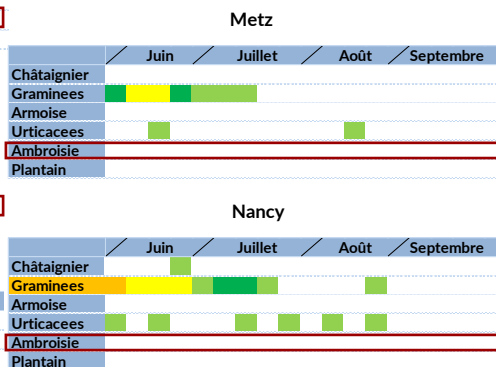 Metz
Juin Juillet Août Septembre
Châtaignier
Graminees
Armoise
Urticacees
Ambroisie
Plantain
Nancy
Juin Juillet Août Septembre
Châtaignier
Graminees
Armoise
Urticacees
Ambroisie
Plantain